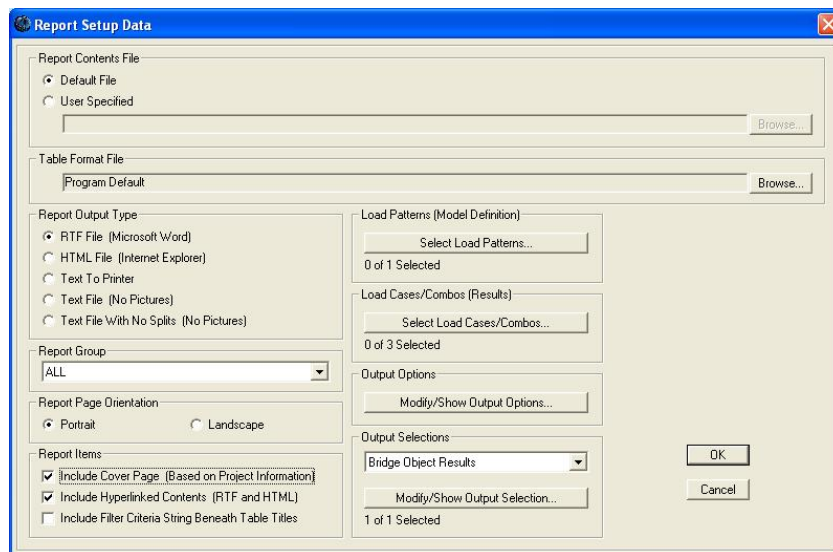 Report Setup Data
Report Contents File
Default File
User Specified
Browse...
Table Format File
Program Default
Browse...
Report Output Type
RTF File (Microsoft Word)
HTML File (Internet Explorer)
Text To Printer
Text File (No Pictures)
Text File With No Splits (No Pictures)
Report Group
ALL
Report Page Orientation
Portrait
Landscape
Report Items
Include Cover Page (Based on Project Information)
Include Hyperlinked Contents (RTF and HTML)
Include Filter Criteria String Beneath Table Titles
Load Patterns (Model Definition)
Select Load Patterns...
0 of 1 Selected
Load Cases/Combos (Results)
Select Load Cases/Combos...
0 of 3 Selected
Output Options
Modify/Show Output Options...
Output Selections
Bridge Object Results
Modify/Show Output Selection...
1 of 1 Selected
OK
Cancel